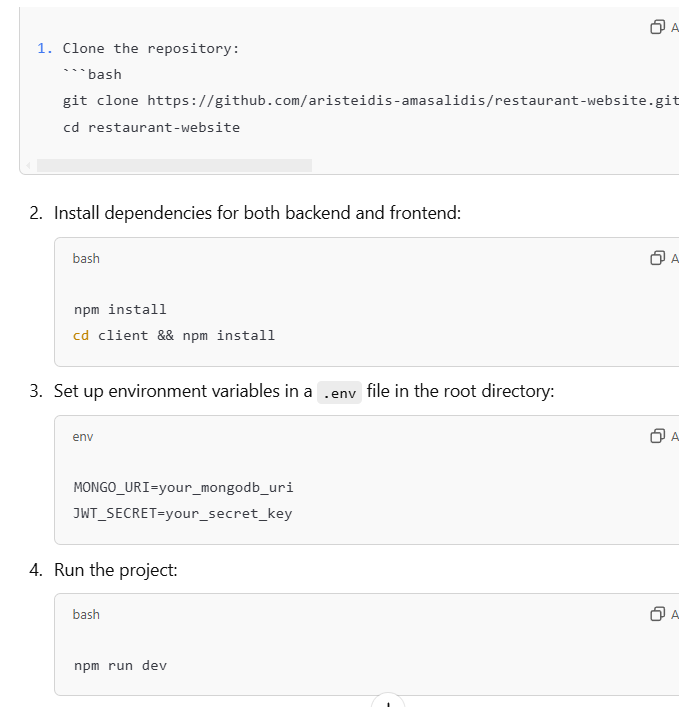 A
1. Clone the repository:
```bash
git clone https://github.com/aristeidis-amasalidis/restaurant-website.git
cd restaurant-website
2. Install dependencies for both backend and frontend:
bash
A
npm install
cd client && npm install
3. Set up environment variables in a .env file in the root directory:
env
A
MONGO_URI=your_mongodb_uri
JWT_SECRET=your_secret_key
4. Run the project:
bash
A
npm run dev